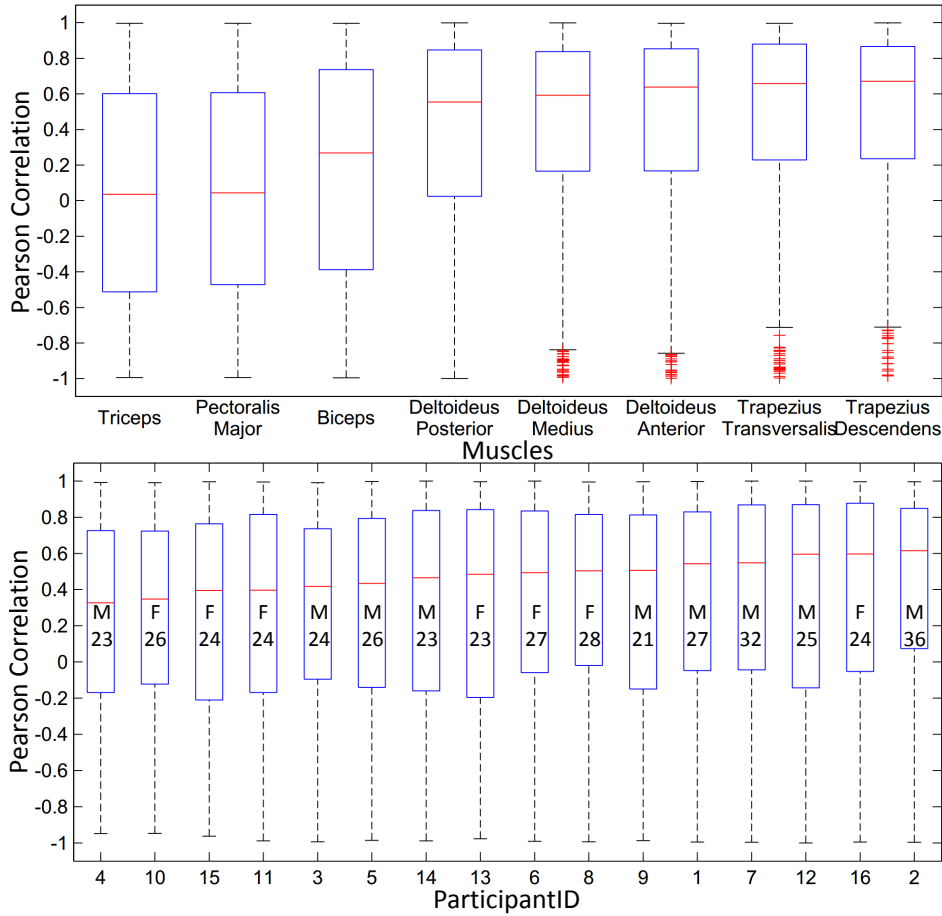 Pearson Correlation
1
0.8
0.6
0.4
0.2
0
-0.2
-0.4
-0.6
-0.8
-1
Triceps
Pectoralis
Major
Biceps
Deltoideus
Posterior
Deltoideus
Medius
Deltoideus
Anterior
Trapezius
Transversalis
Trapezius
Descendens
Muscles
Pearson Correlation
1
0.8
0.6
0.4
0.2
0
-0.2
-0.4
-0.6
-0.8
-1
M F F F M M M F F F M M M M F M
23 26 24 24 24 26 23 23 27 28 21 27 32 25 24 36
4 10 15 11 3 5 14 13 6 8 9 1 7 12 16 2
ParticipantID